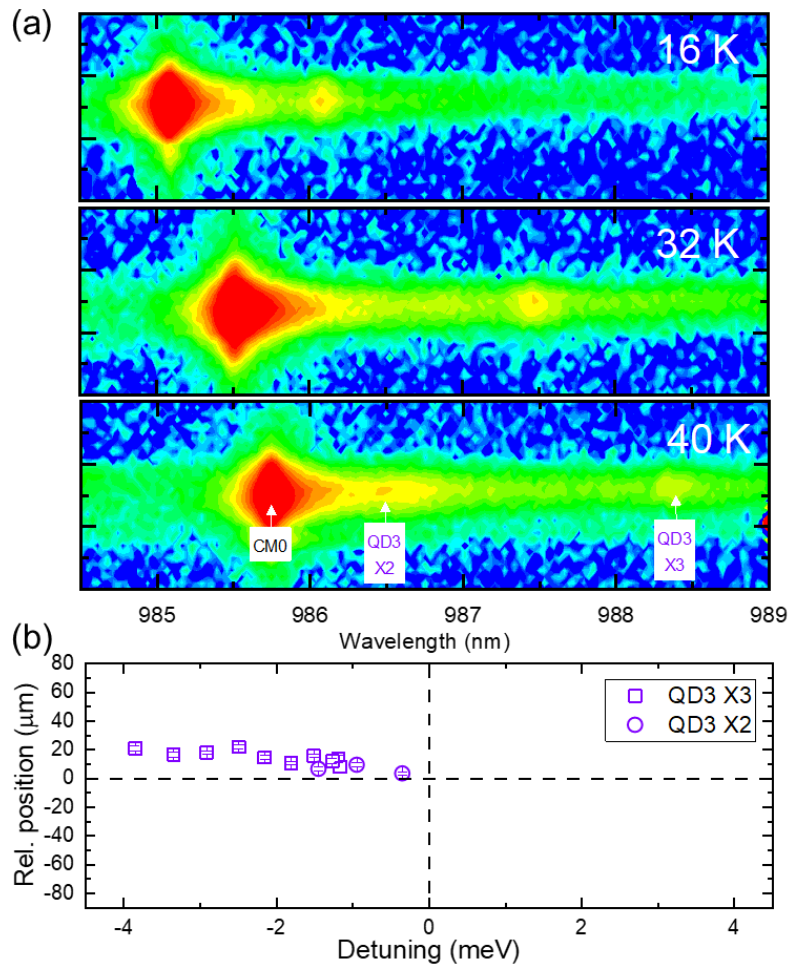 (a)
16 K
32 K
40 K
CM0
QD3
X2
QD3
X3
985 986 987 988 989
Wavelength (nm)
(b)
80
60
40
20
0
-20
-40
-60
-80
Rel. position (µm)
QD3 X3
QD3 X2
-4 -2 0 2 4
Detuning (meV)